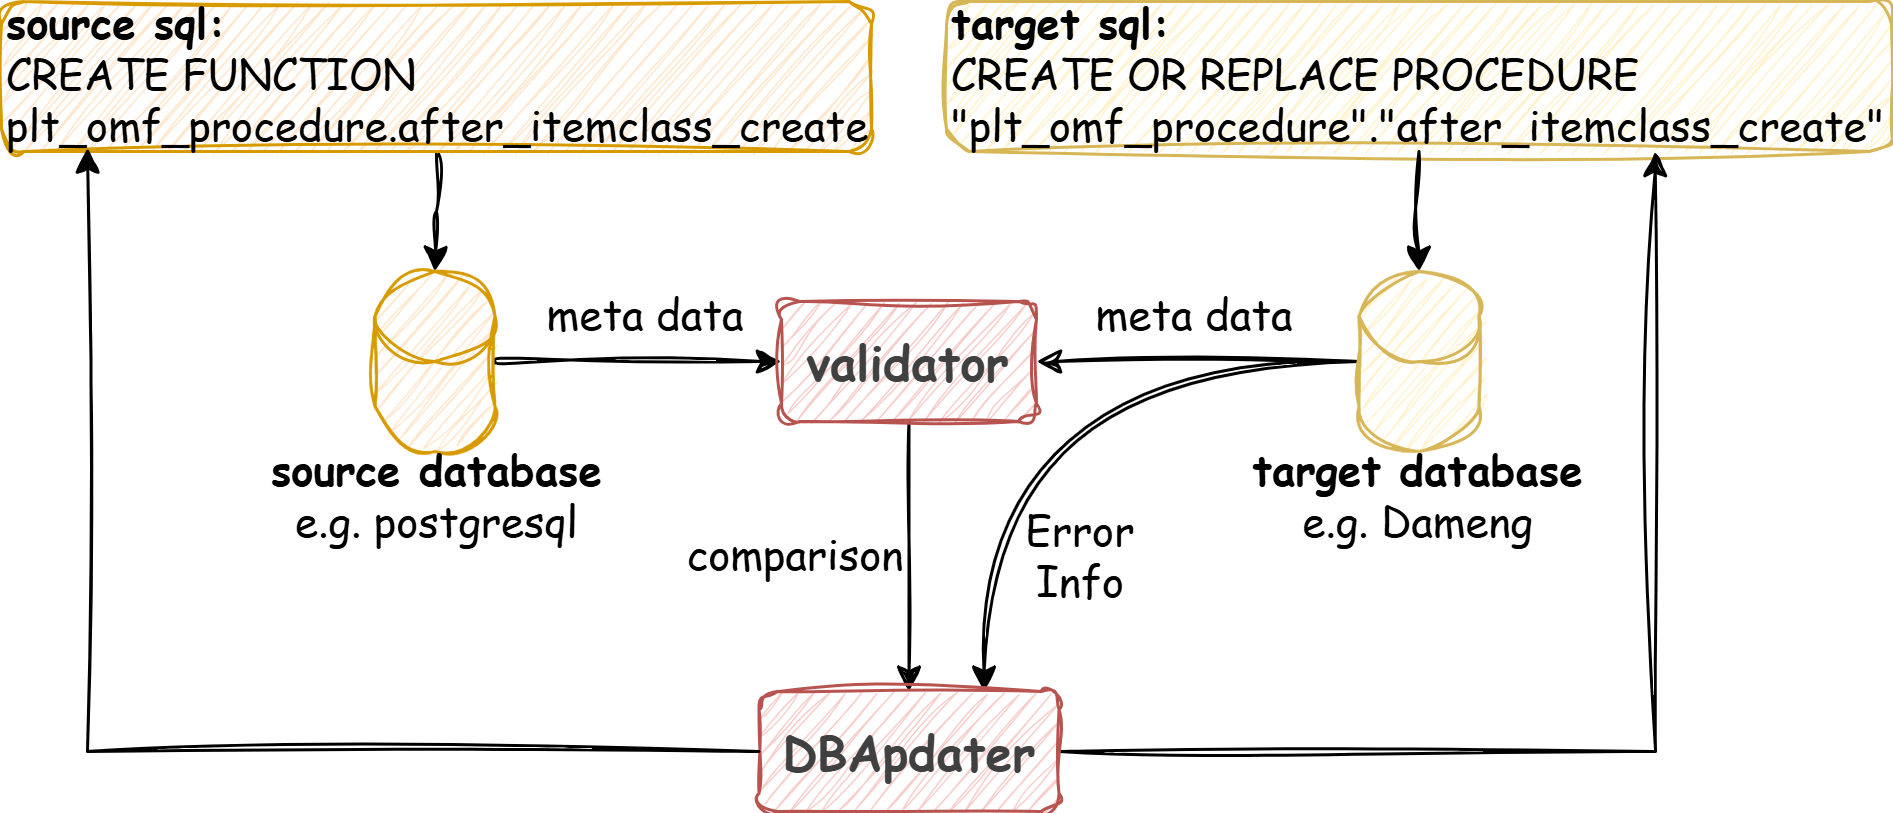 source sql:
CREATE FUNCTION
plt_omf_procedure.after_itemclass_create
target sql:
CREATE OR REPLACE PROCEDURE
"plt_omf_procedure"."after_itemclass_create"
meta data
validator
meta data
source database
e.g. postgresql
target database
e.g. Dameng
comparison
Error
Info
DBApdater